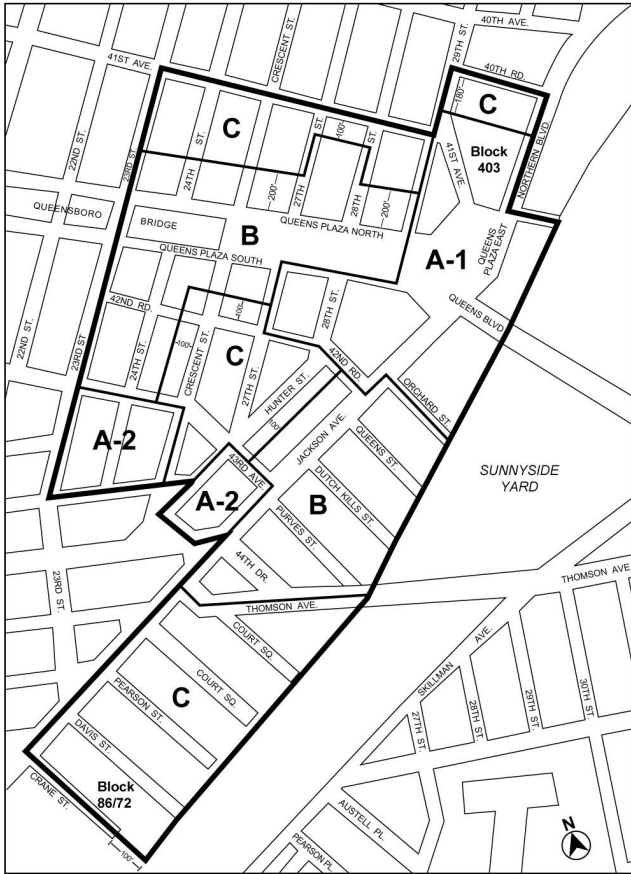 40TH AVE.
29TH ST.
CRESCENT ST.
41ST AVE.
40TH RD.
22ND ST.
C
180'
C
ST.
ST.
100'
ST.
Block
403
NORTHERN BLVD.
41ST AVE.
23RD ST.
24TH
200'
27TH
28TH
200'
QUEENSBORO
BRIDGE
B
QUEENS PLAZA NORTH
QUEENS PLAZA SOUTH
A-1
QUEENS
PLAZA EAST
QUEENS BLVD.
42ND RD.
100'
28TH ST.
22ND ST.
23RD ST
24TH ST.
100'
CRESCENT ST.
C
27TH ST.
42ND RD.
HUNTER ST.
ORCHARD ST.
A-2
100'
JACKSON AVE.
QUEENS ST.
43RD AVE.
A-2
DUTCH KILLS ST.
B
PURVES ST.
SUNNYSIDE
YARD
44TH DR.
23RD ST.
THOMSON AVE.
THOMSON AVE.
COURT SQ.
SKILLMAN AVE.
COURT SQ.
C
PEARSON ST.
27TH ST.
28TH ST.
29TH ST.
30TH ST.
DAVIS ST.
Block
86/72
CRANE ST.
100'
AUSTELL PL.
PEARSON PL.
N